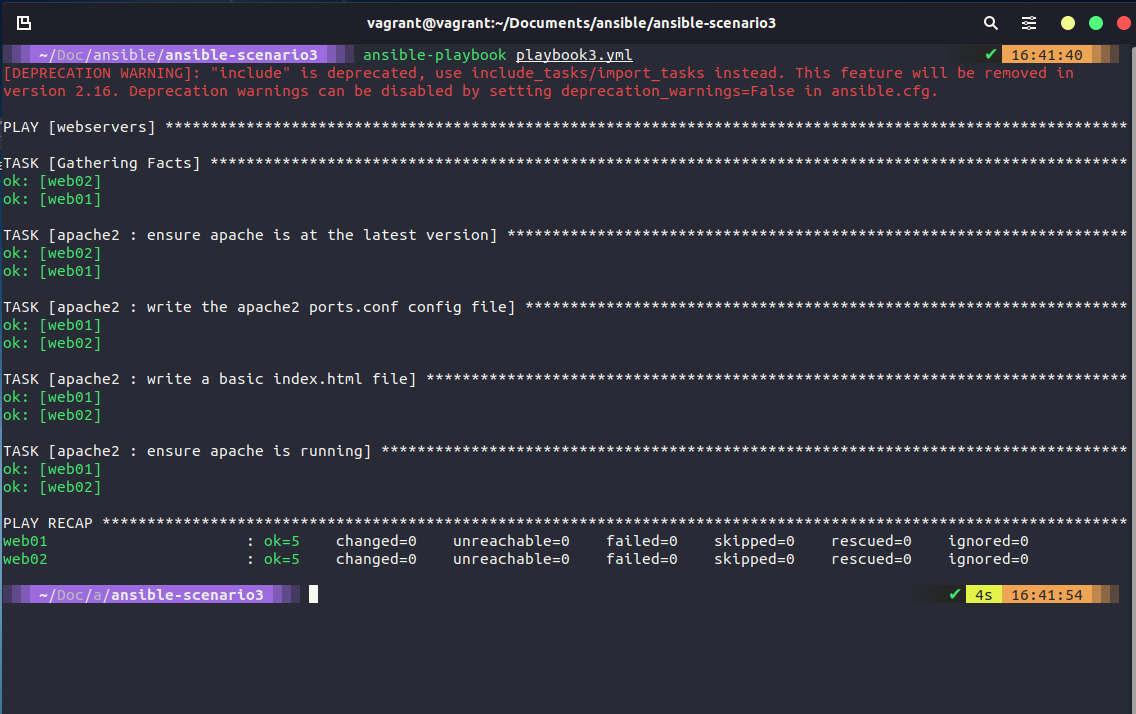 vagrant@vagrant:~/Documents/ansible/ansible-scenario3
~/Doc/ansible/ansible-scenario3 ansible-playbook playbook3.yml ✔ 16:41:40
[DEPRECATION WARNING]: "include" is deprecated, use include_tasks/import_tasks instead. This feature will be removed in
version 2.16. Deprecation warnings can be disabled by setting deprecation_warnings=False in ansible.cfg.
PLAY [webservers] ***********************************************************************************************************
TASK [Gathering Facts] ******************************************************************************************************
ok: [web02]
ok: [web01]
TASK [apache2 : ensure apache is at the latest version] *********************************************************************
ok: [web02]
ok: [web01]
TASK [apache2 : write the apache2 ports.conf config file] *******************************************************************
ok: [web01]
ok: [web02]
TASK [apache2 : write a basic index.html file] ******************************************************************************
ok: [web01]
ok: [web02]
TASK [apache2 : ensure apache is running] ***********************************************************************************
ok: [web01]
ok: [web02]
PLAY RECAP ******************************************************************************************************************
web01                      : ok=5    changed=0    unreachable=0    failed=0    skipped=0    rescued=0    ignored=0
web02                      : ok=5    changed=0    unreachable=0    failed=0    skipped=0    rescued=0    ignored=0
~/Doc/a/ansible-scenario3 ✔ 4s 16:41:54